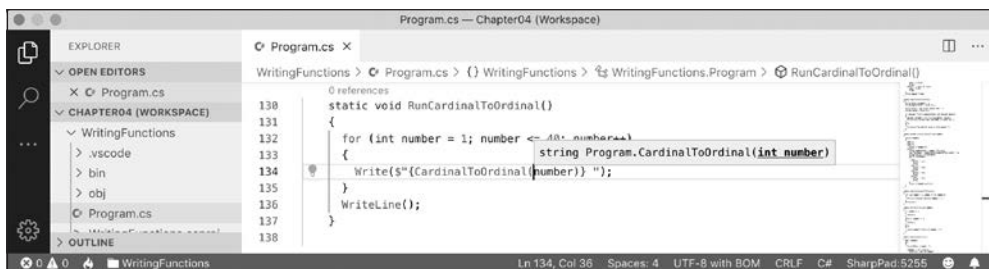 Program.cs — Chapter04 (Workspace)
EXPLORER
OPEN EDITORS
Program.cs
CHAPTER04 (WORKSPACE)
WritingFunctions
.vscode
bin
obj
Program.cs
OUTLINE
Program.cs ×
WritingFunctions > Program.cs > {} WritingFunctions > WritingFunctions.Program > RunCardinalToOrdinal()
0 references
130 static void RunCardinalToOrdinal()
131 {
132 for (int number = 1; number <= 40; number++)
string Program.CardinalToOrdinal(int number)
133 {
134 Write($"{CardinalToOrdinal(number)} ");
135 }
136 WriteLine();
137 }
138
0 0 WritingFunctions Ln 134, Col 36 Spaces: 4 UTF-8 with BOM CRLF C# SharpPad:5255